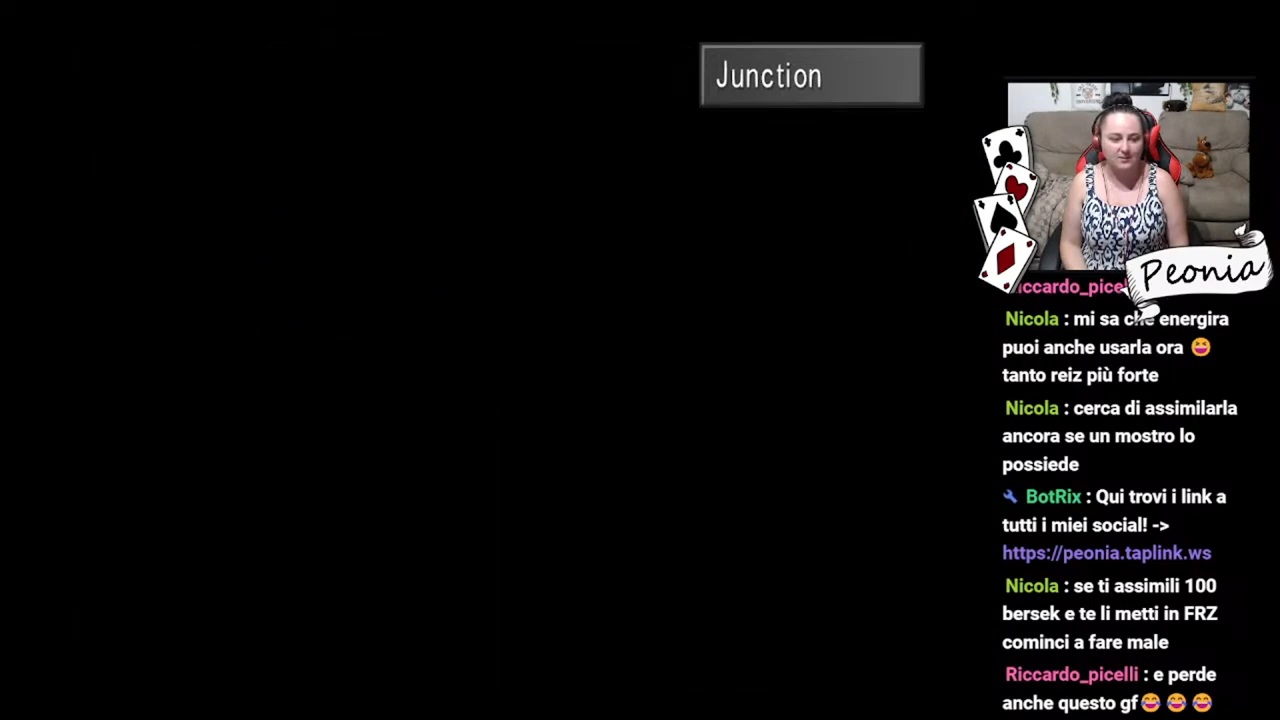 Junction
Peonia
Nicola : mi sa che energira
puoi anche usarla ora 😆
tanto reiz più forte
Nicola : cerca di assimilarla
ancora se un mostro lo
possiede
BotRix : Qui trovi i link a
tutti i miei social! ->
https://peonia.taplink.ws
Nicola : se ti assimili 100
bersek e te li metti in FRZ
cominci a fare male
Riccardo_picelli : e perde
anche questo gf😂 😂 😂